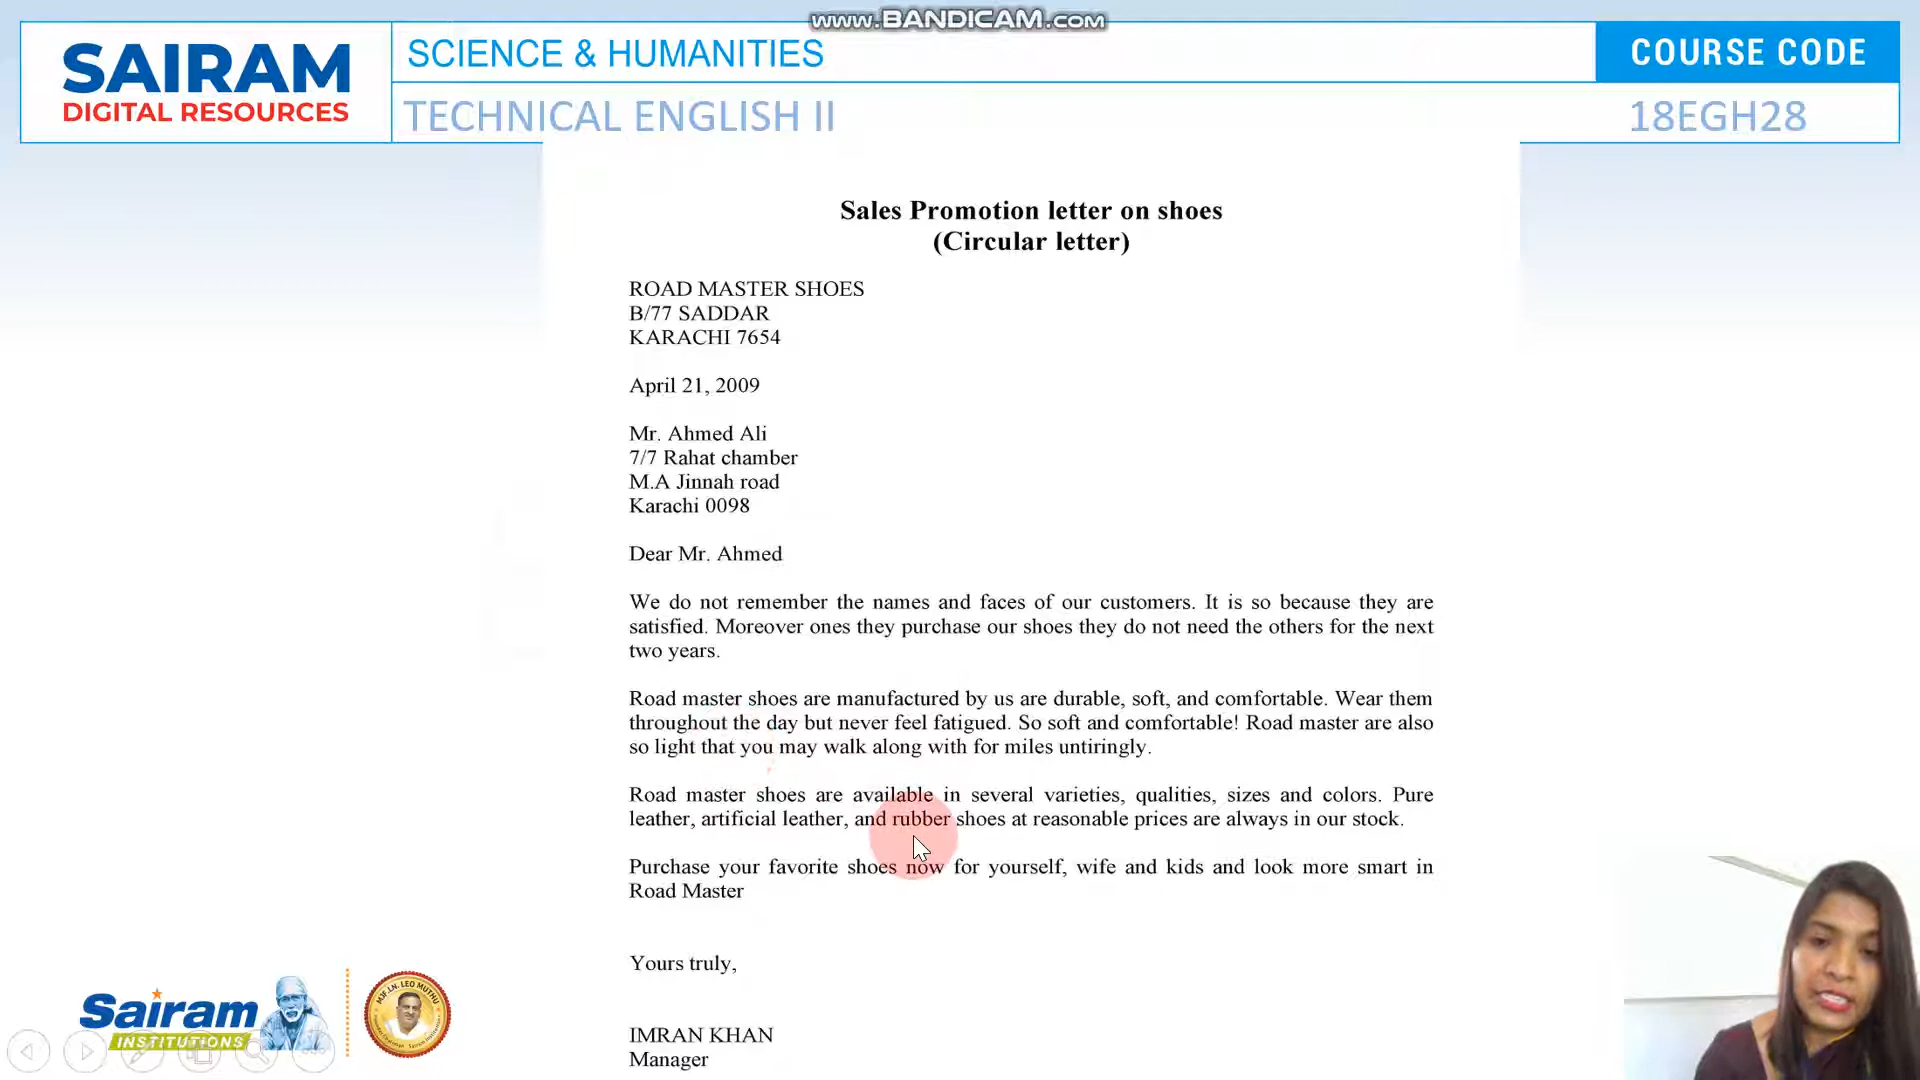 www.BANDICAM.com
SAIRAM
DIGITAL RESOURCES
SCIENCE & HUMANITIES
COURSE CODE
TECHNICAL ENGLISH II
18EGH28
Sales Promotion letter on shoes
(Circular letter)
ROAD MASTER SHOES
B/77 SADDAR
KARACHI 7654
April 21, 2009
Mr. Ahmed Ali
7/7 Rahat chamber
M.A Jinnah road
Karachi 0098
Dear Mr. Ahmed
We do not remember the names and faces of our customers. It is so because they are
satisfied. Moreover ones they purchase our shoes they do not need the others for the next
two years.
Road master shoes are manufactured by us are durable, soft, and comfortable. Wear them
throughout the day but never feel fatigued. So soft and comfortable! Road master are also
so light that you may walk along with for miles untiringly.
Road master shoes are available in several varieties, qualities, sizes and colors. Pure
leather, artificial leather, and rubber shoes at reasonable prices are always in our stock.
Purchase your favorite shoes now for yourself, wife and kids and look more smart in
Road Master
Yours truly,
IMRAN KHAN
Manager
Sairam
INSTITUTIONS
MJF.LN. LEO MUTHU